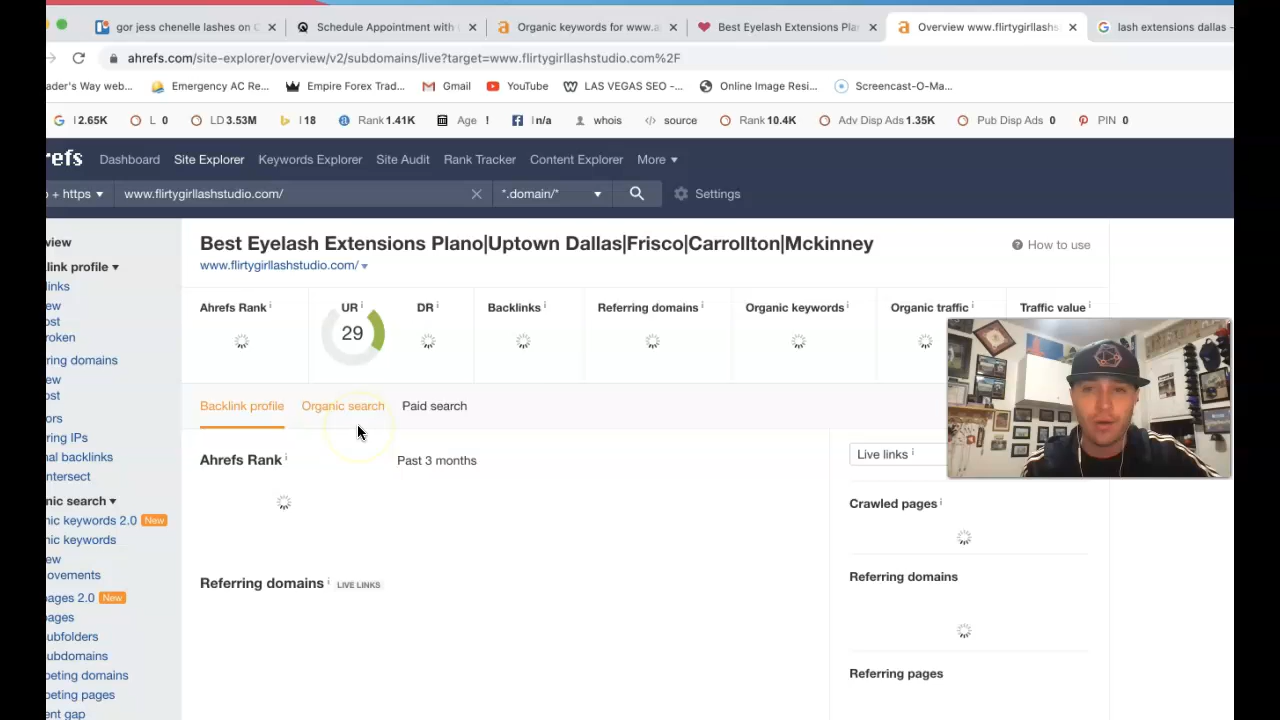 gor jess chenelle lashes on C
Schedule Appointment with
Organic keywords for www.a
Best Eyelash Extensions Plan
Overview www.flirtygirllashst
lash extensions dallas -
ahrefs.com/site-explorer/overview/v2/subdomains/live?target=www.flirtygirllashstudio.com%2F
ader's Way web... Emergency AC Re... Empire Forex Trad... Gmail YouTube LAS VEGAS SEO -... Online Image Resi... Screencast-O-Ma...
I 2.65K L 0 LD 3.53M I 18 Rank 1.41K Age ! I n/a whois source Rank 10.4K Adv Disp Ads 1.35K Pub Disp Ads 0 PIN 0
refs Dashboard Site Explorer Keywords Explorer Site Audit Rank Tracker Content Explorer More
p + https www.flirtygirllashstudio.com/ *.domain/* Settings
view
link profile
links
ew
ost
roken
ring domains
ew
ost
ors
ring IPs
nal backlinks
intersect
nic search
nic keywords 2.0 New
nic keywords
ew
ovements
pages 2.0 New
ages
subfolders
subdomains
peting domains
peting pages
ent gap
Best Eyelash Extensions Plano|Uptown Dallas|Frisco|Carrollton|Mckinney
How to use
www.flirtygirllashstudio.com/
Ahrefs Rank UR DR Backlinks Referring domains Organic keywords Organic traffic Traffic value
29
Backlink profile Organic search Paid search
Ahrefs Rank Past 3 months
Live links
Crawled pages
Referring domains LIVE LINKS
Referring domains
Referring pages